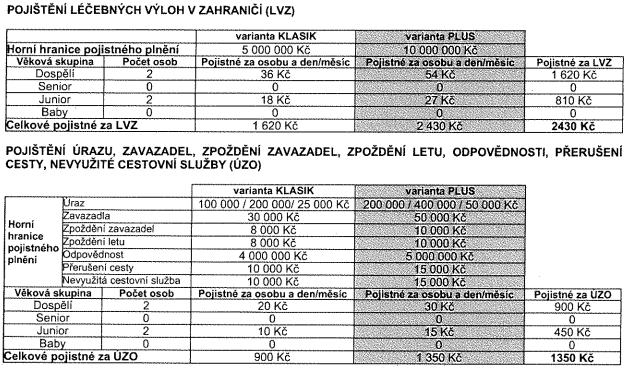 POJIŠTĚNÍ LÉČEBNÝCH VÝLOH V ZAHRANIČÍ (LVZ)
varianta KLASIK varianta PLUS
Horní hranice pojistného plnění 5 000 000 Kč 10 000 000 Kč
Věková skupina Počet osob Pojistné za osobu a den/měsíc Pojistné za osobu a den/měsíc Pojistné za LVZ
Dospělí 2 36 Kč 54 Kč 1 620 Kč
Senior 0 0 0 0
Junior 2 18 Kč 27 Kč 810 Kč
Baby 0 0 0 0
Celkové pojistné za LVZ 1 620 Kč 2 430 Kč 2430 Kč
POJIŠTĚNÍ ÚRAZU, ZAVAZADEL, ZPOŽDĚNÍ ZAVAZADEL, ZPOŽDĚNÍ LETU, ODPOVĚDNOSTI, PŘERUŠENÍ
CESTY, NEVYUŽITÉ CESTOVNÍ SLUŽBY (ÚZO)
varianta KLASIK varianta PLUS
Horní hranice pojistného plnění
Úraz 100 000 / 200 000/ 25 000 Kč 200 000 / 400 000 / 50 000 Kč
Zavazadla 30 000 Kč 50 000 Kč
Zpoždění zavazadel 8 000 Kč 10 000 Kč
Zpoždění letu 8 000 Kč 10 000 Kč
Odpovědnost 4 000 000 Kč 5 000 000 Kč
Přerušení cesty 10 000 Kč 15 000 Kč
Nevyužitá cestovní služba 10 000 Kč 15 000 Kč
Věková skupina Počet osob Pojistné za osobu a den/měsíc Pojistné za osobu a den/měsíc Pojistné za ÚZO
Dospělí 2 20 Kč 30 Kč 900 Kč
Senior 0 0 0 0
Junior 2 10 Kč 15 Kč 450 Kč
Baby 0 0 0 0
Celkové pojistné za ÚZO 900 Kč 1 350 Kč 1350 Kč